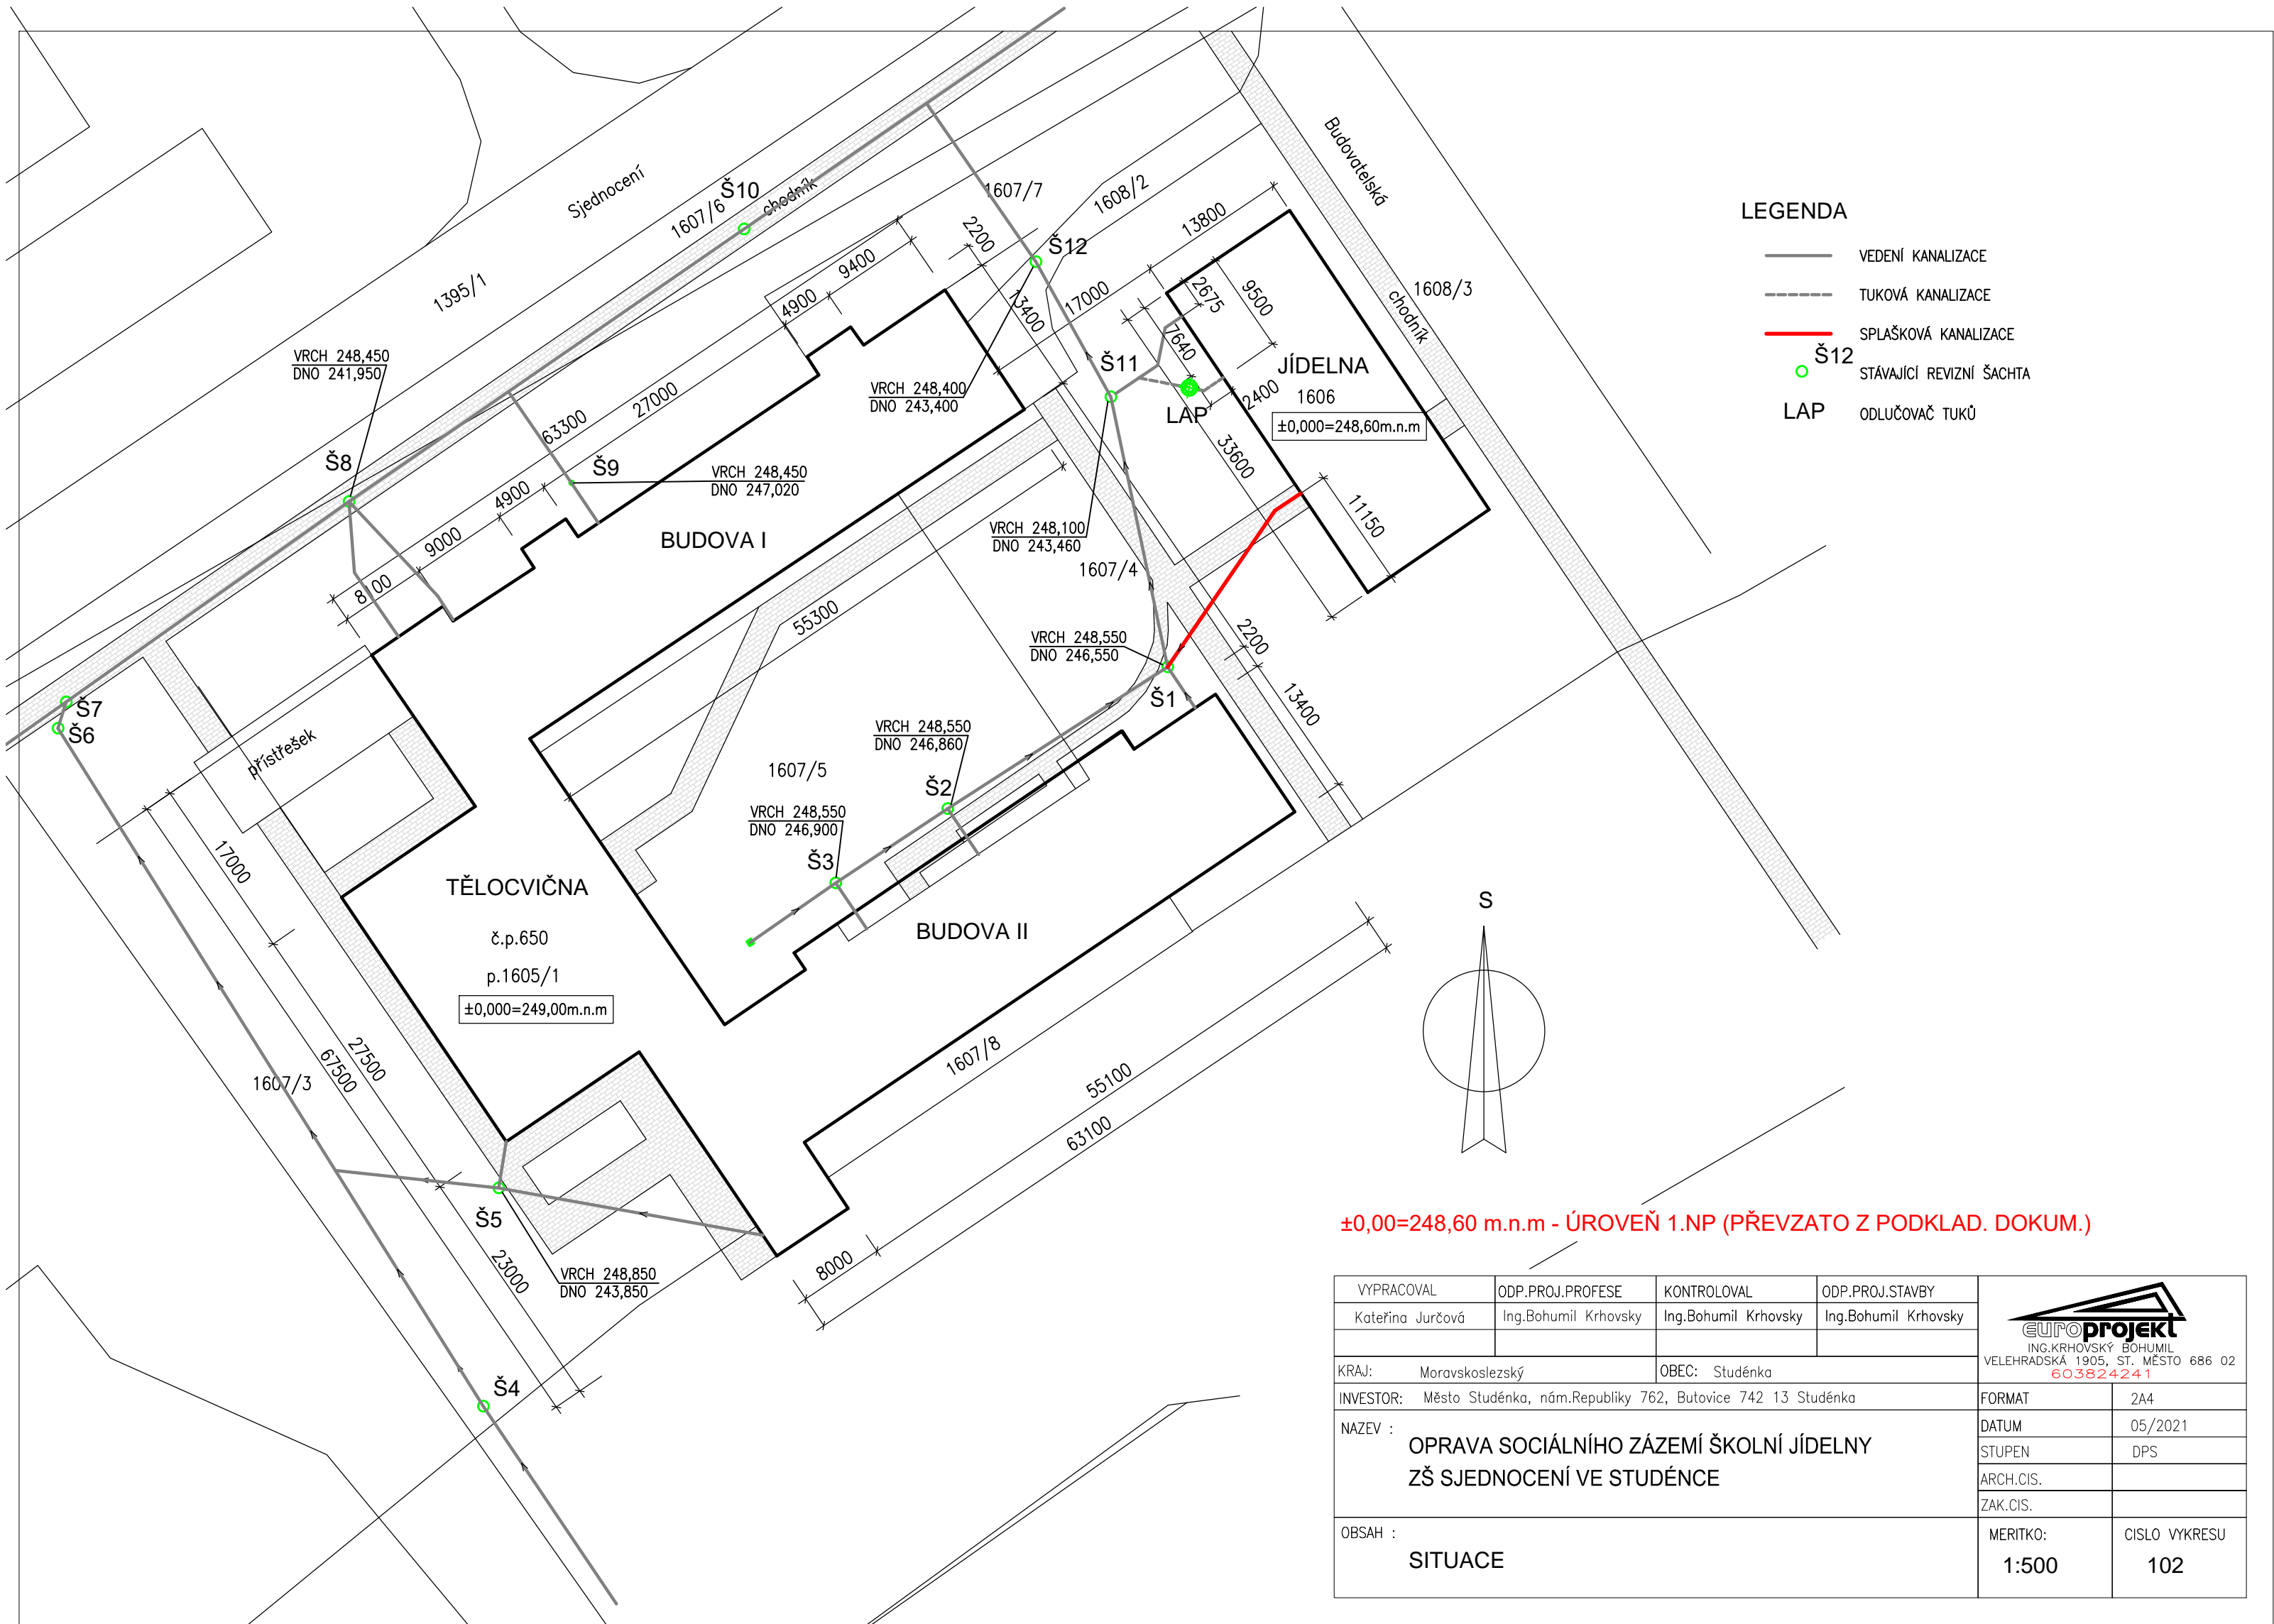 Sjednocení
1395/1
1607/6
Š10
chodník
1607/7
1608/2
Budovatelská
1608/3
chodník
2200
Š12
13800
9400
4900
13400
17000
2675
9500
7640
Š11
JÍDELNA
1606
±0,000=248,60m.n.m
2400
LAP
33600
11150
VRCH 248,450
DNO 241,950
VRCH 248,400
DNO 243,400
63300
27000
Š8
Š9
VRCH 248,450
DNO 247,020
4900
9000
8100
BUDOVA I
VRCH 248,100
DNO 243,460
1607/4
55300
VRCH 248,550
DNO 246,550
Š1
2200
13400
Š7
Š6
přístřešek
VRCH 248,550
DNO 246,860
1607/5
Š2
VRCH 248,550
DNO 246,900
Š3
17000
TĚLOCVIČNA
č.p.650
p.1605/1
±0,000=249,00m.n.m
BUDOVA II
27500
67500
1607/3
1607/8
55100
63100
Š5
23000
VRCH 248,850
DNO 243,850
8000
Š4
S
LEGENDA
VEDENÍ KANALIZACE
TUKOVÁ KANALIZACE
SPLAŠKOVÁ KANALIZACE
Š12
STÁVAJÍCÍ REVIZNÍ ŠACHTA
LAP ODLUČOVAČ TUKŮ
±0,00=248,60 m.n.m - ÚROVEŇ 1.NP (PŘEVZATO Z PODKLAD. DOKUM.)
VYPRACOVAL ODP.PROJ.PROFESE KONTROLOVAL ODP.PROJ.STAVBY
Kateřina Jurčová Ing.Bohumil Krhovsky Ing.Bohumil Krhovsky Ing.Bohumil Krhovsky
europrojekt
ING.KRHOVSKÝ BOHUMIL
VELEHRADSKÁ 1905, ST. MĚSTO 686 02
603824241
KRAJ: Moravskoslezský OBEC: Studénka
INVESTOR: Město Studénka, nám.Republiky 762, Butovice 742 13 Studénka
FORMAT 2A4
DATUM 05/2021
STUPEN DPS
ARCH.CIS.
ZAK.CIS.
NAZEV :
OPRAVA SOCIÁLNÍHO ZÁZEMÍ ŠKOLNÍ JÍDELNY
ZŠ SJEDNOCENÍ VE STUDÉNCE
OBSAH :
SITUACE
MERITKO: CISLO VYKRESU
1:500 102